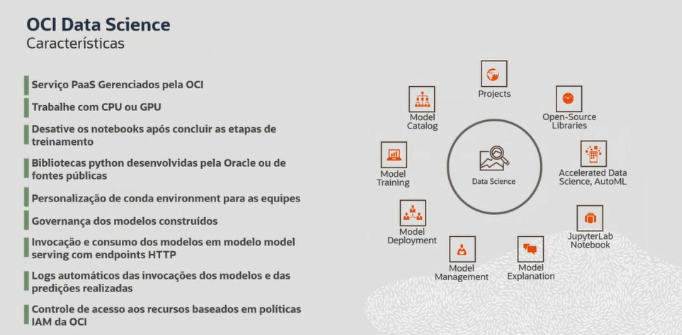 OCI Data Science
Características
Serviço PaaS Gerenciados pela OCI
Trabalhe com CPU ou GPU
Desative os notebooks após concluir as etapas de
treinamento
Bibliotecas python desenvolvidas pela Oracle ou de
fontes públicas
Personalização de conda environment para as equipes
Governança dos modelos construídos
Invocação e consumo dos modelos em modelo model
serving com endpoints HTTP
Logs automáticos das invocações dos modelos e das
predições realizadas
Controle de acesso aos recursos baseados em políticas
IAM da OCI
Projects
Open-Source
Libraries
Accelerated Data
Science, AutoML
JupyterLab
Notebook
Model
Explanation
Model
Management
Model
Deployment
Model
Training
Model
Catalog
Data Science